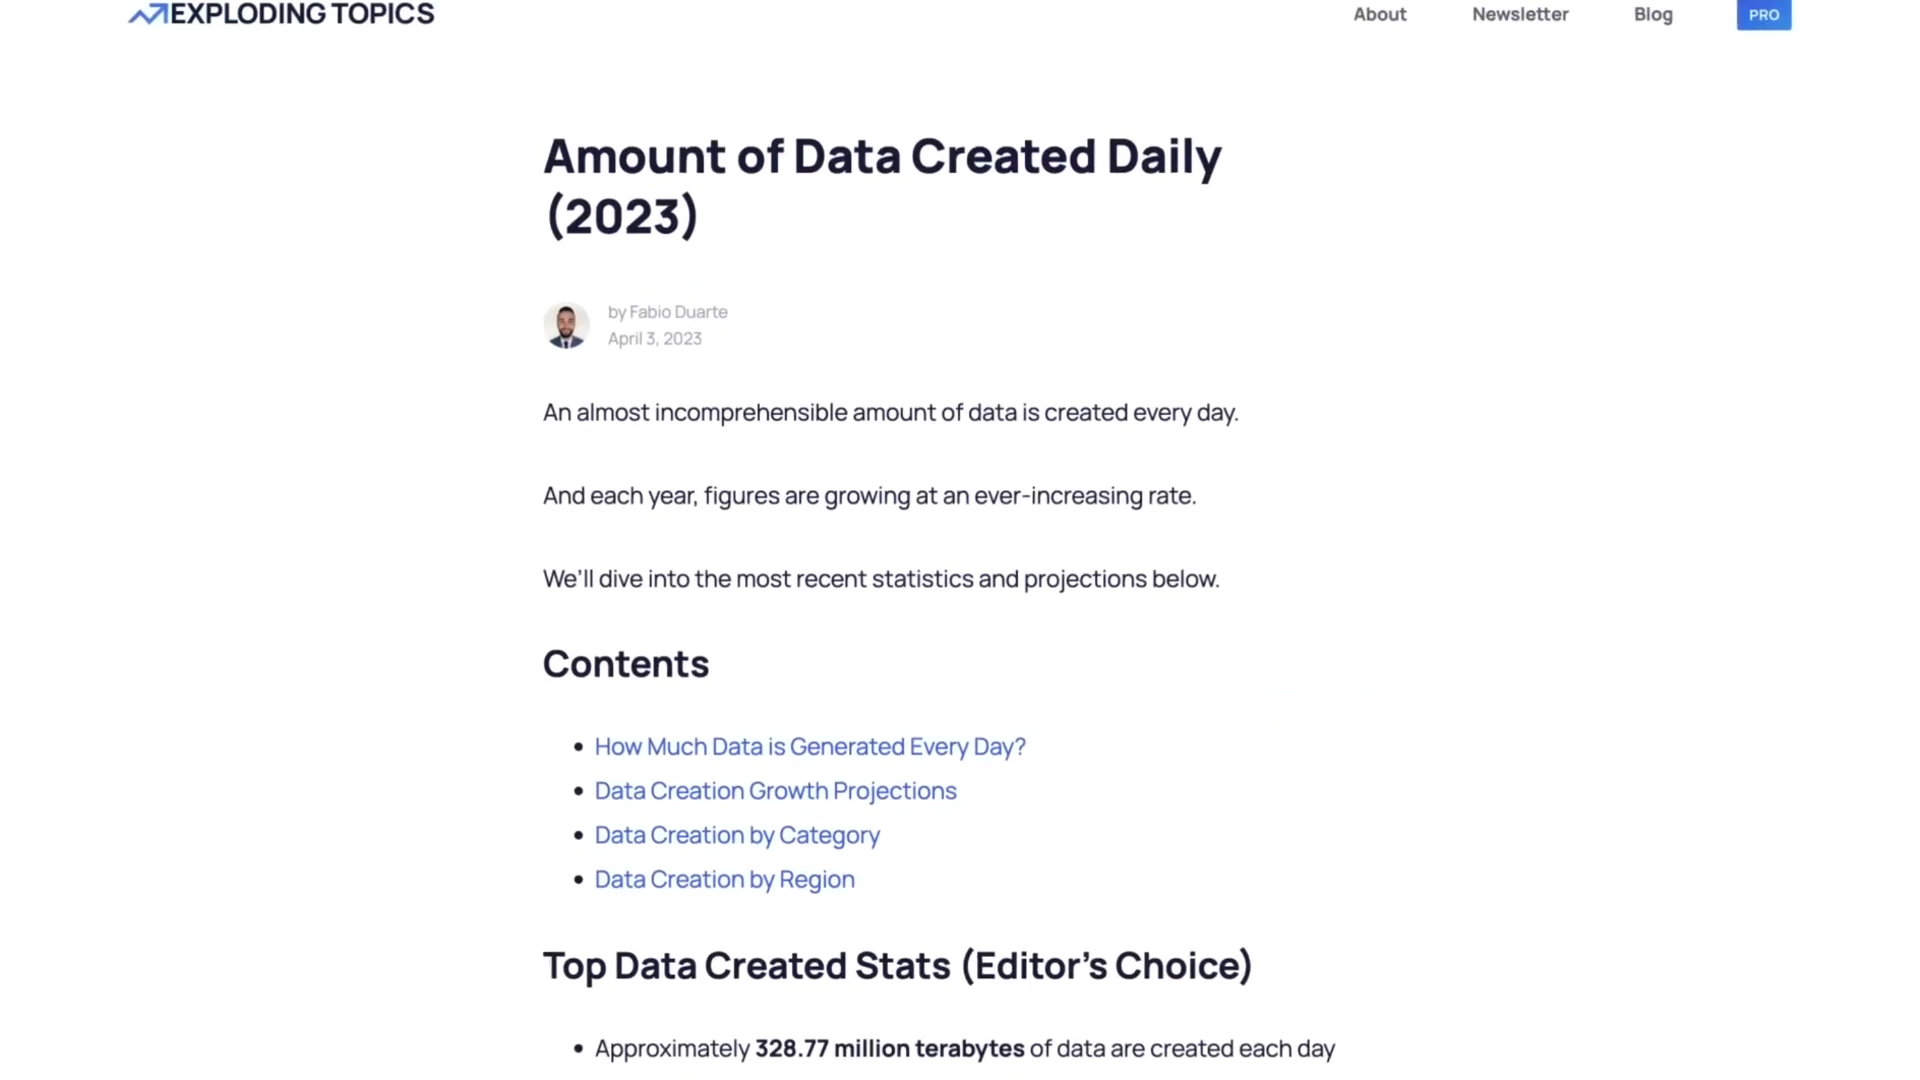 EXPLODING TOPICS
About Newsletter Blog PRO
Amount of Data Created Daily
(2023)
by Fabio Duarte
April 3, 2023
An almost incomprehensible amount of data is created every day.
And each year, figures are growing at an ever-increasing rate.
We’ll dive into the most recent statistics and projections below.
Contents
How Much Data is Generated Every Day?
Data Creation Growth Projections
Data Creation by Category
Data Creation by Region
Top Data Created Stats (Editor’s Choice)
Approximately 328.77 million terabytes of data are created each day